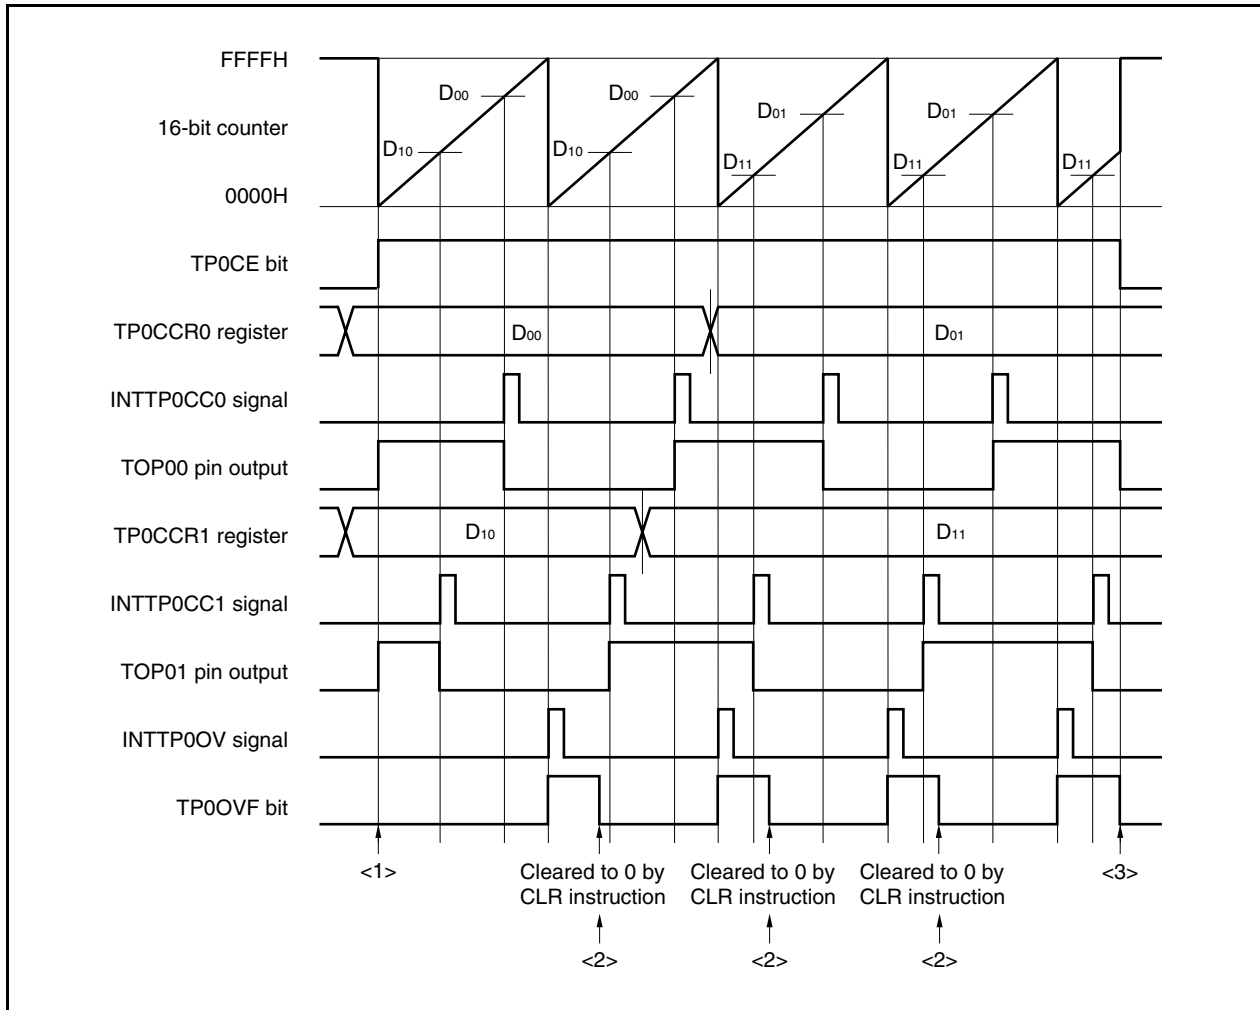 FFFFH
D00
D00
D01
D01
16-bit counter
D10
D10
D11
D11
D11
0000H
TP0CE bit
TP0CCR0 register
D00
D01
INTTP0CC0 signal
TOP00 pin output
TP0CCR1 register
D10
D11
INTTP0CC1 signal
TOP01 pin output
INTTP0OV signal
TP0OVF bit
<1>
Cleared to 0 by
CLR instruction
Cleared to 0 by
CLR instruction
Cleared to 0 by
CLR instruction
<3>
<2>
<2>
<2>